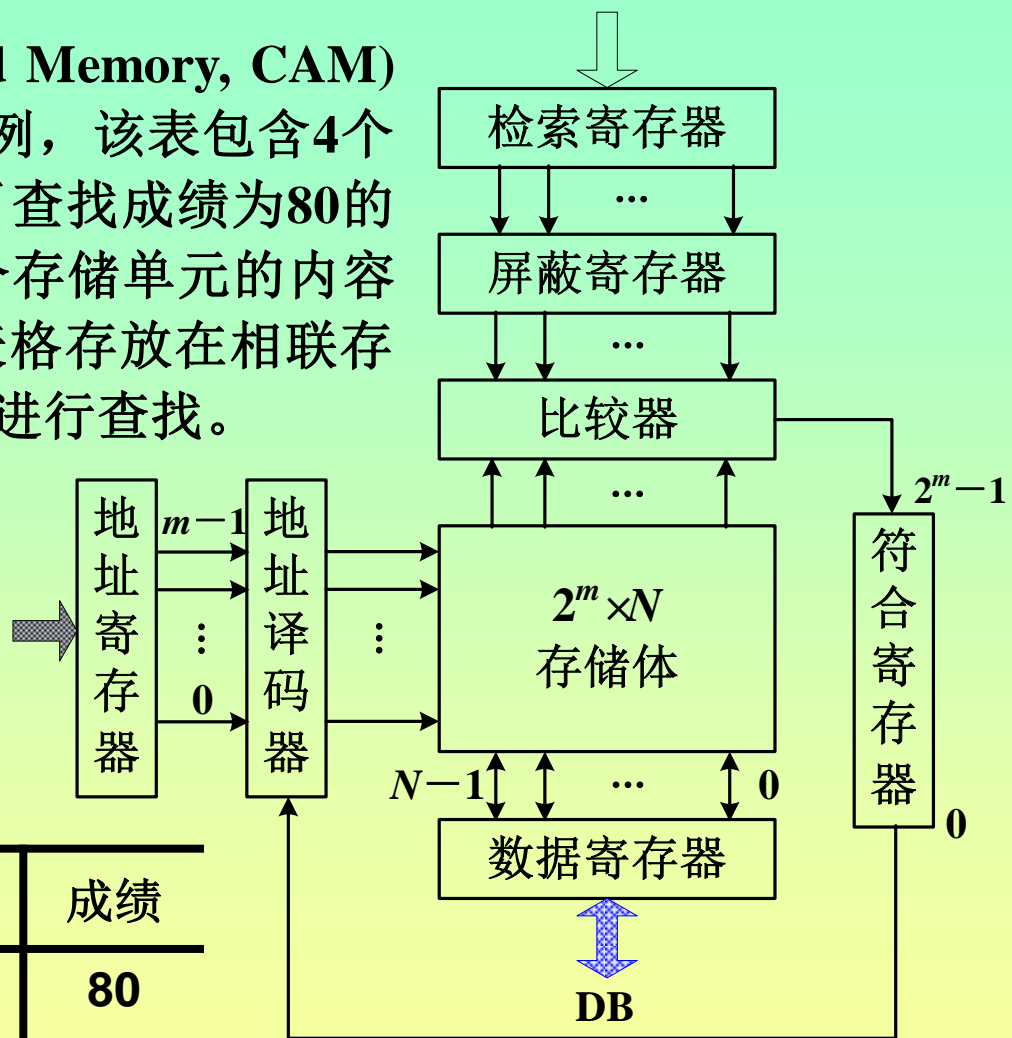 Memory, CAM)
例，该表包含4个
查找成绩为80的
存储单元的内容
格存放在相联存
进行查找。
检索寄存器
...
屏蔽寄存器
...
比较器
...
2^m−1
地址寄存器
m−1
地址译码器
2^m×N
存储体
符合寄存器
⋮
⋮
0
N−1
...
0
数据寄存器
0
成绩
80
DB